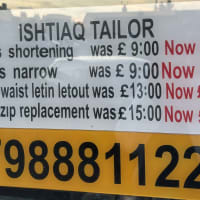 iSHTIAQ TAILOR
s shortening was £ 9:00 Now
s narrow was £ 9:00 Now
waist letin letout was £13:00 Now £
zip replacement was £15:00 Now £
98881122